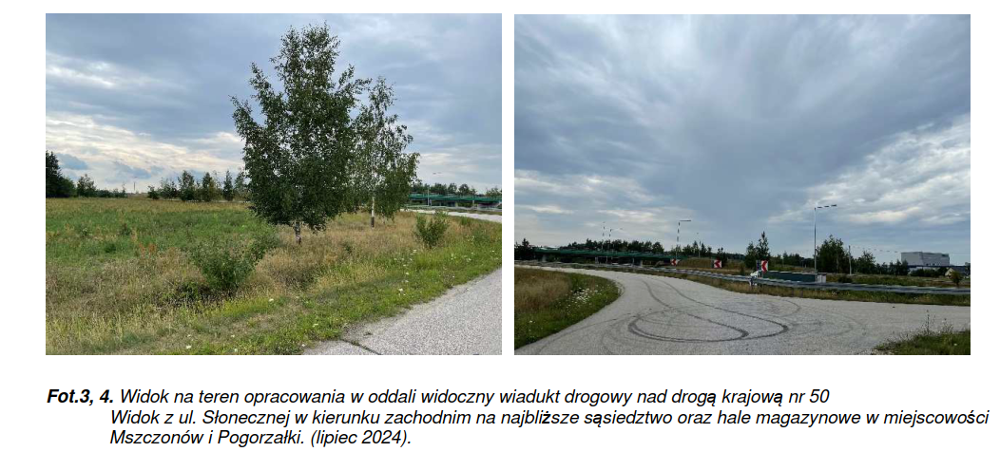 Fot.3, 4. Widok na teren opracowania w oddali widoczny wiadukt drogowy nad drogą krajową nr 50
Widok z ul. Słonecznej w kierunku zachodnim na najbliższe sąsiedztwo oraz hale magazynowe w miejscowości
Mszczonów i Pogorzałki. (lipiec 2024).